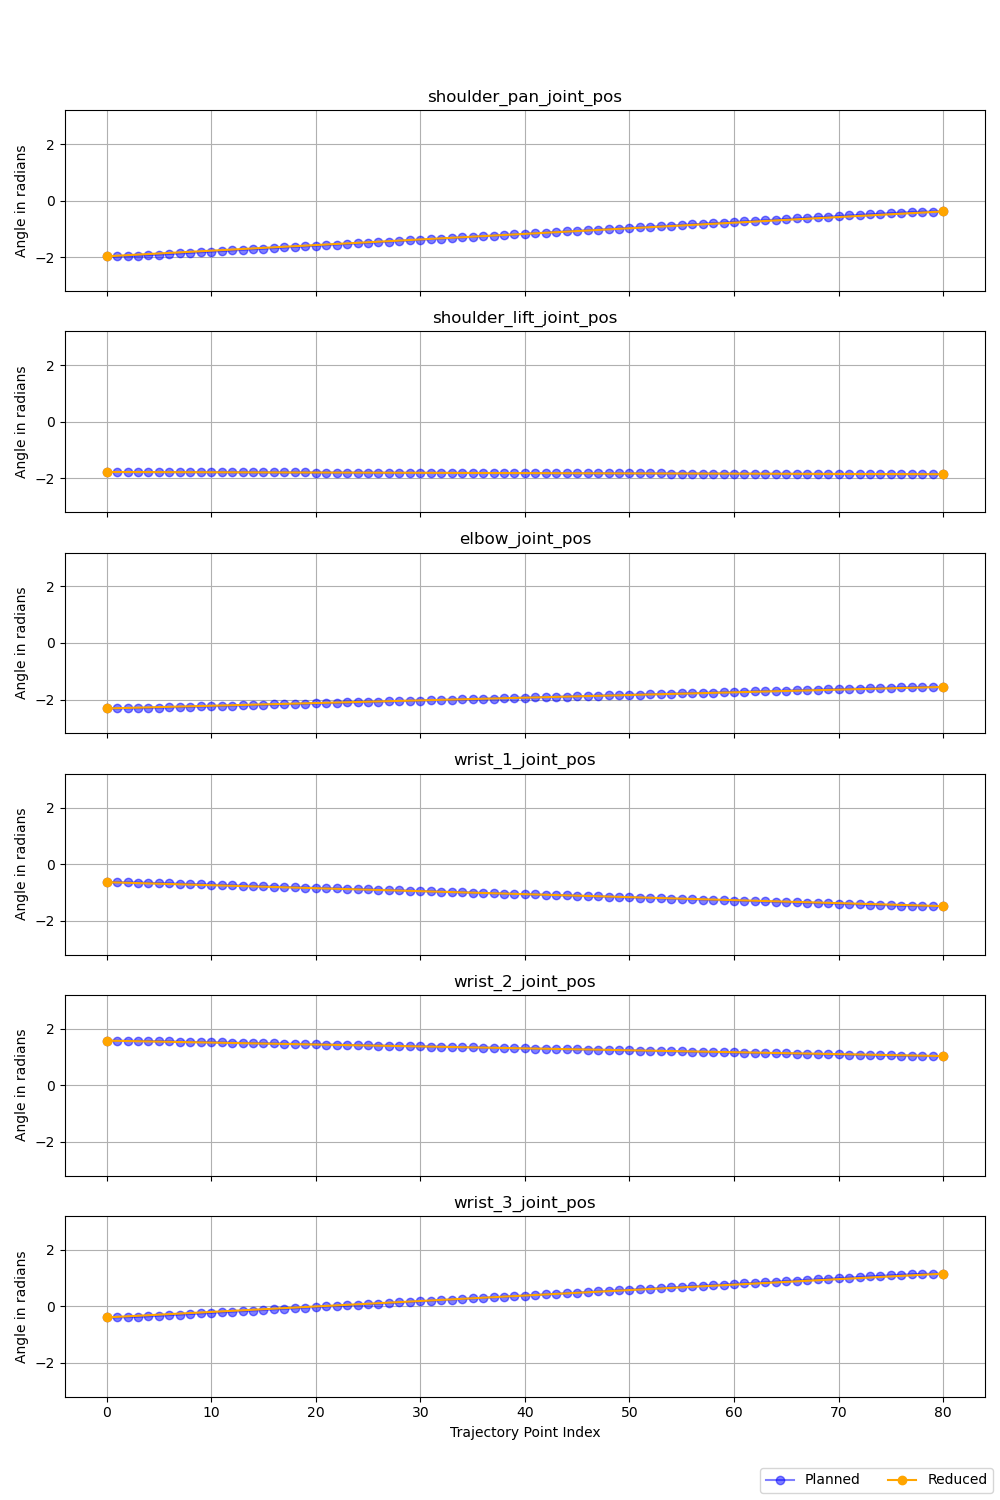 shoulder_pan_joint_pos
Angle in radians
2
0
−2
shoulder_lift_joint_pos
Angle in radians
2
0
−2
elbow_joint_pos
Angle in radians
2
0
−2
wrist_1_joint_pos
Angle in radians
2
0
−2
wrist_2_joint_pos
Angle in radians
2
0
−2
wrist_3_joint_pos
Angle in radians
2
0
−2
0 10 20 30 40 50 60 70 80
Trajectory Point Index
Planned Reduced